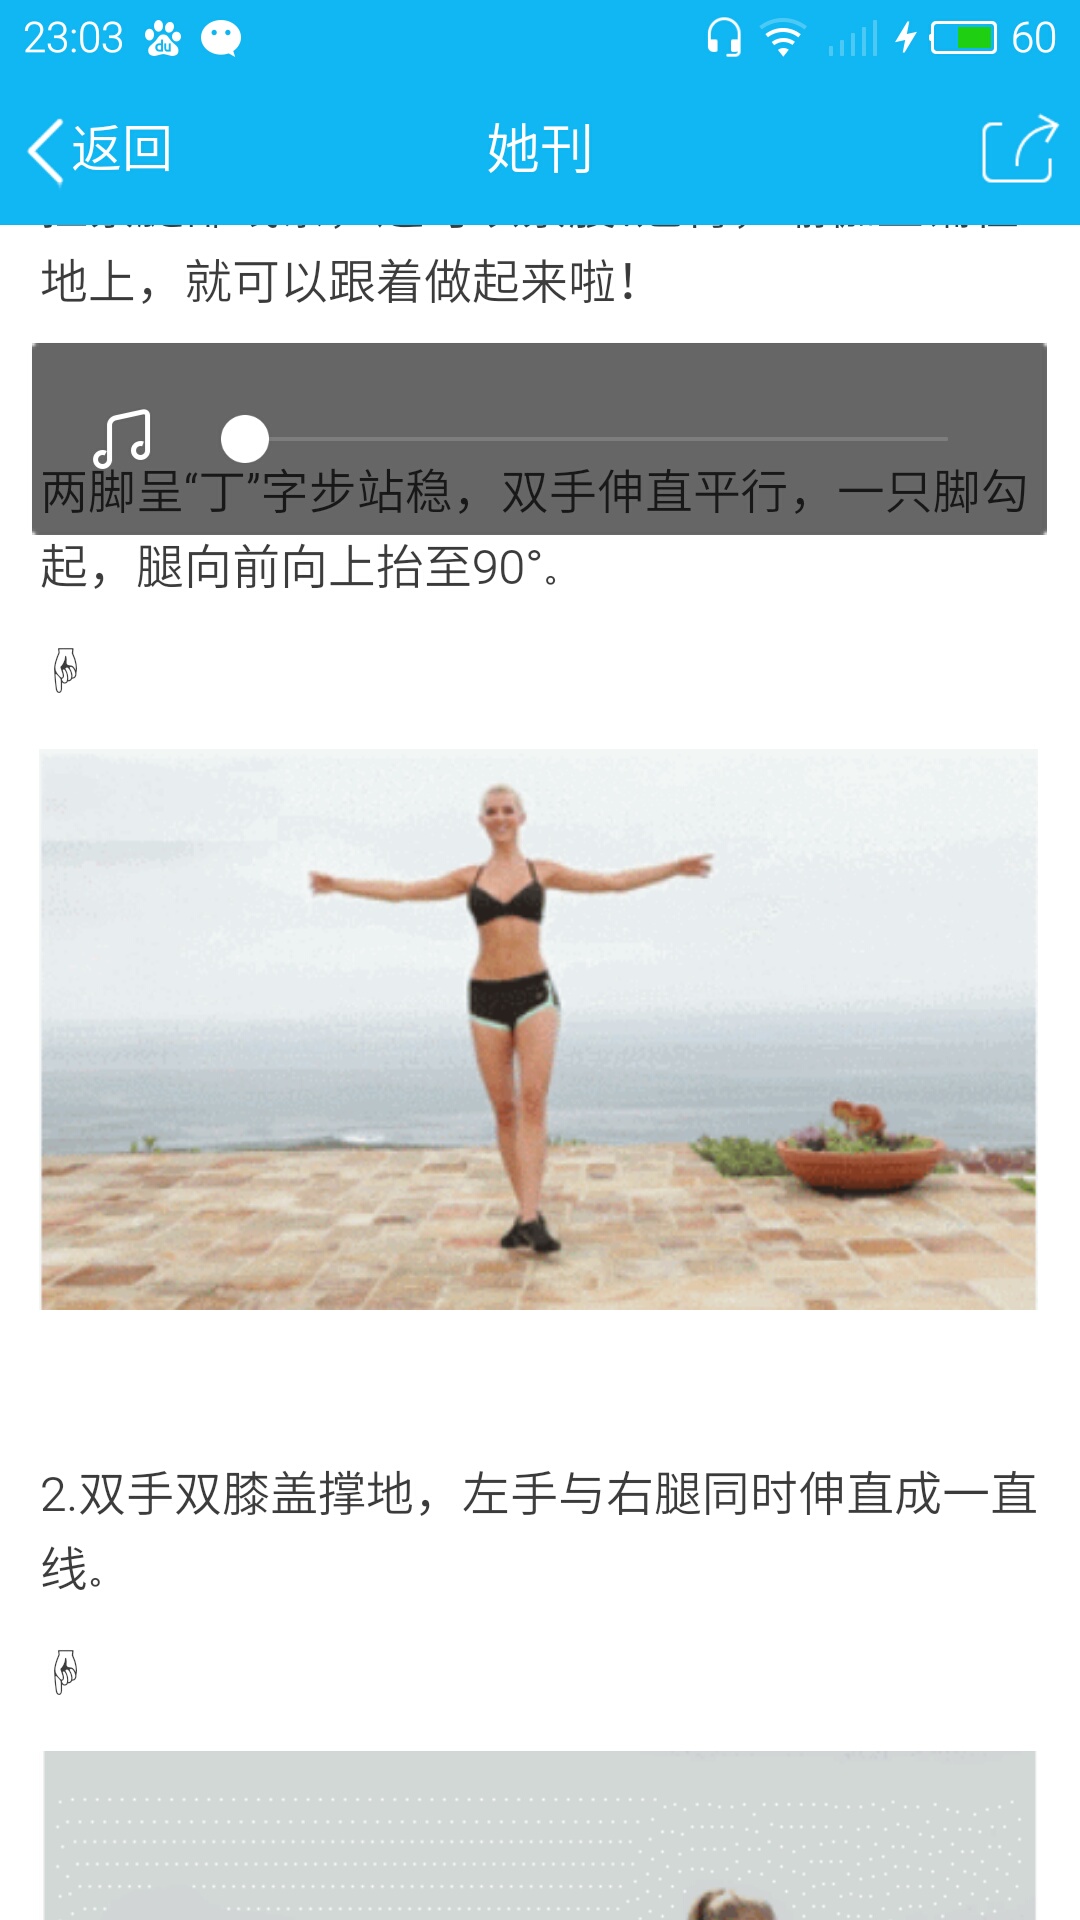 23:03
60
返回
她刊
地上，就可以跟着做起来啦！
两脚呈“丁”字步站稳，双手伸直平行，一只脚勾
起，腿向前向上抬至90°。
2.双手双膝盖撑地，左手与右腿同时伸直成一直
线。